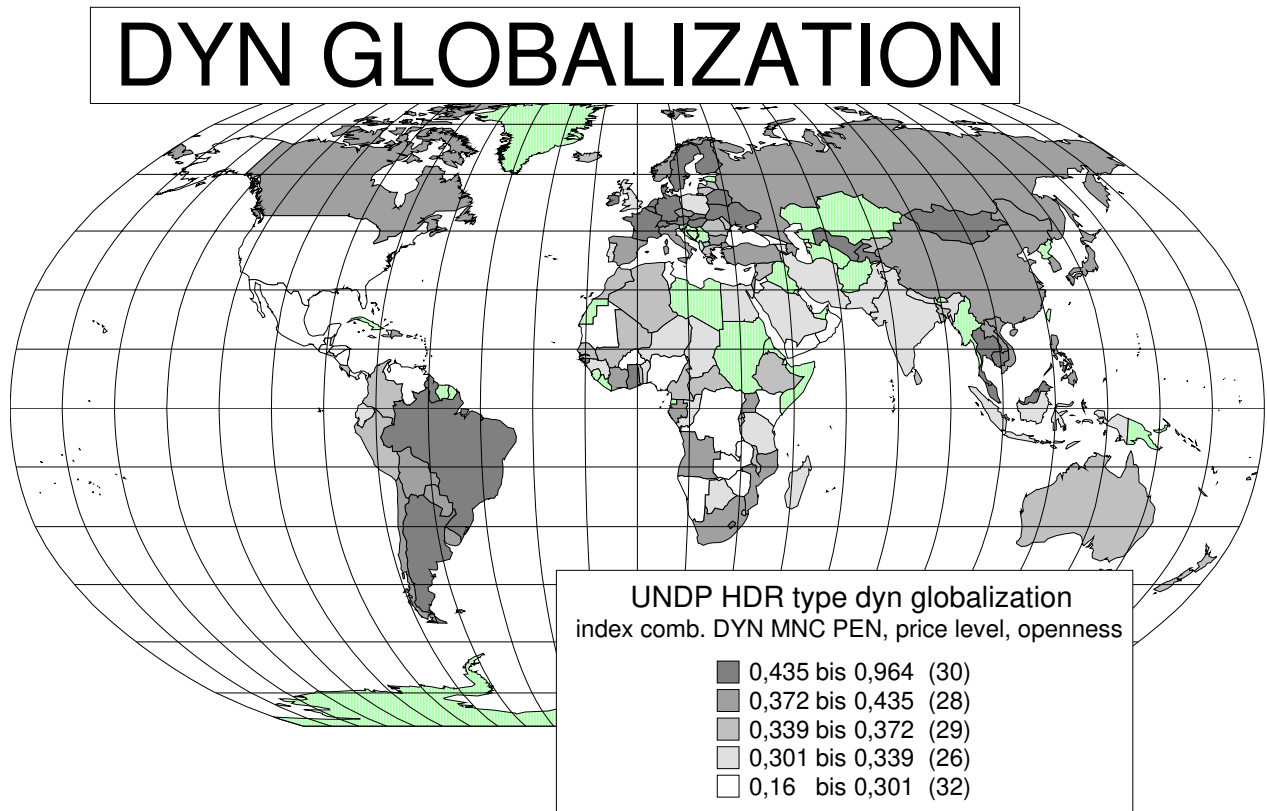 DYN GLOBALIZATION
UNDP HDR type dyn globalization
index comb. DYN MNC PEN, price level, openness
0,435 bis 0,964 (30)
0,372 bis 0,435 (28)
0,339 bis 0,372 (29)
0,301 bis 0,339 (26)
0,16 bis 0,301 (32)